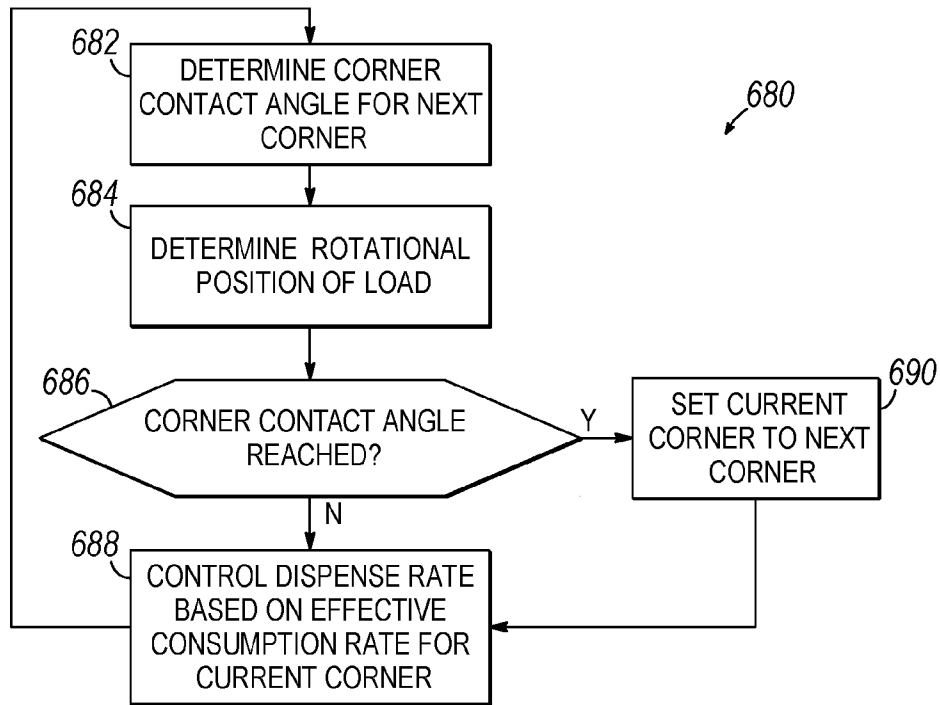 682
DETERMINE CORNER
CONTACT ANGLE FOR NEXT
CORNER
680
684
DETERMINE ROTATIONAL
POSITION OF LOAD
686
CORNER CONTACT ANGLE
REACHED?
Y
N
690
SET CURRENT
CORNER TO NEXT
CORNER
688
CONTROL DISPENSE RATE
BASED ON EFFECTIVE
CONSUMPTION RATE FOR
CURRENT CORNER